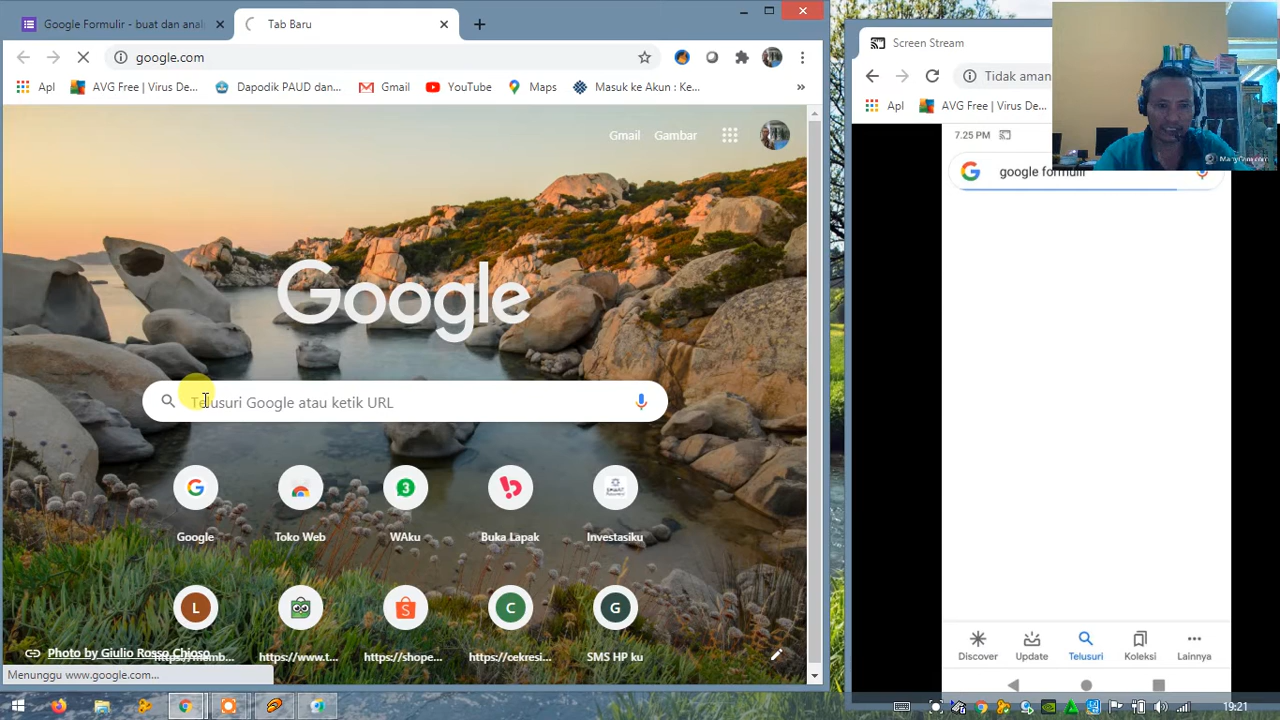 Google Formulir - buat dan anal
Tab Baru
google.com
Apl
AVG Free | Virus De...
Dapodik PAUD dan...
Gmail
YouTube
Maps
Masuk ke Akun : Ke...
»
Gmail
Gambar
Google
Telusuri Google atau ketik URL
Google
Toko Web
WAku
Buka Lapak
Investasiku
L
C
G
https://memb...
https://www.t...
https://shope...
https://cekresi...
SMS HP ku
Photo by Giulio Rosso Chioso
Menunggu www.google.com...
Screen Stream
Tidak aman
Apl
AVG Free | Virus De...
ManyCam.com
7.25 PM
google formulir
Discover
Update
Telusuri
Koleksi
Lainnya
19:21